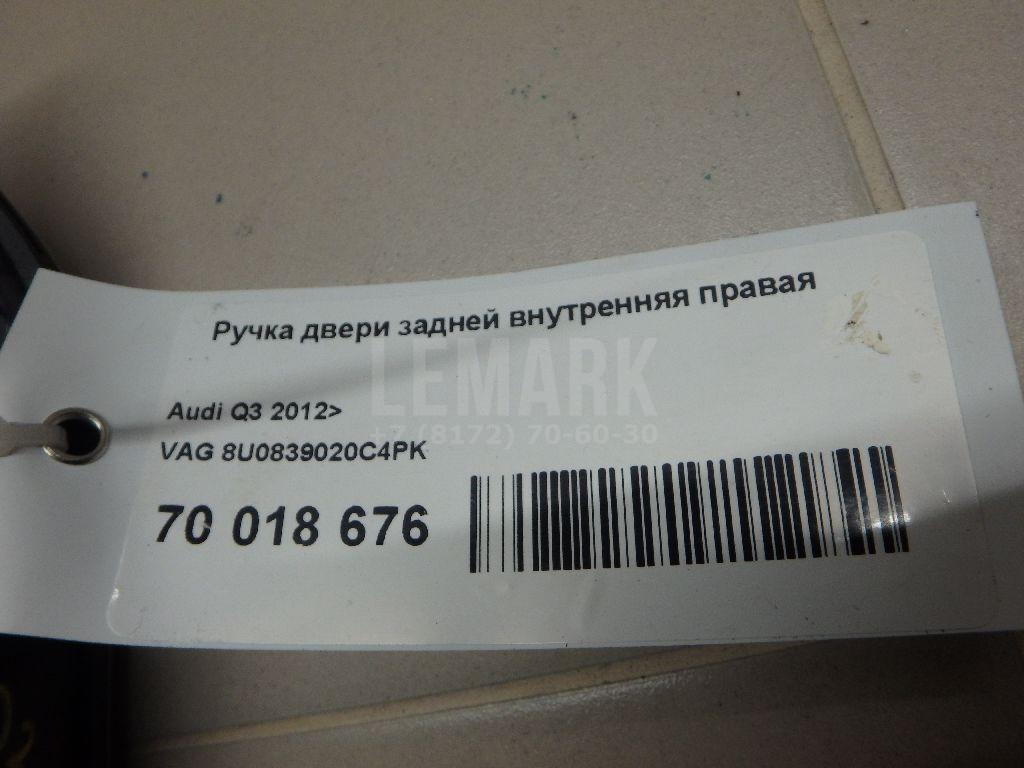 Ручка двери задней внутренняя правая
LEMARK
Audi Q3 2012>
+7 (8172) 70-60-30
VAG 8U0839020C4PK
70 018 676